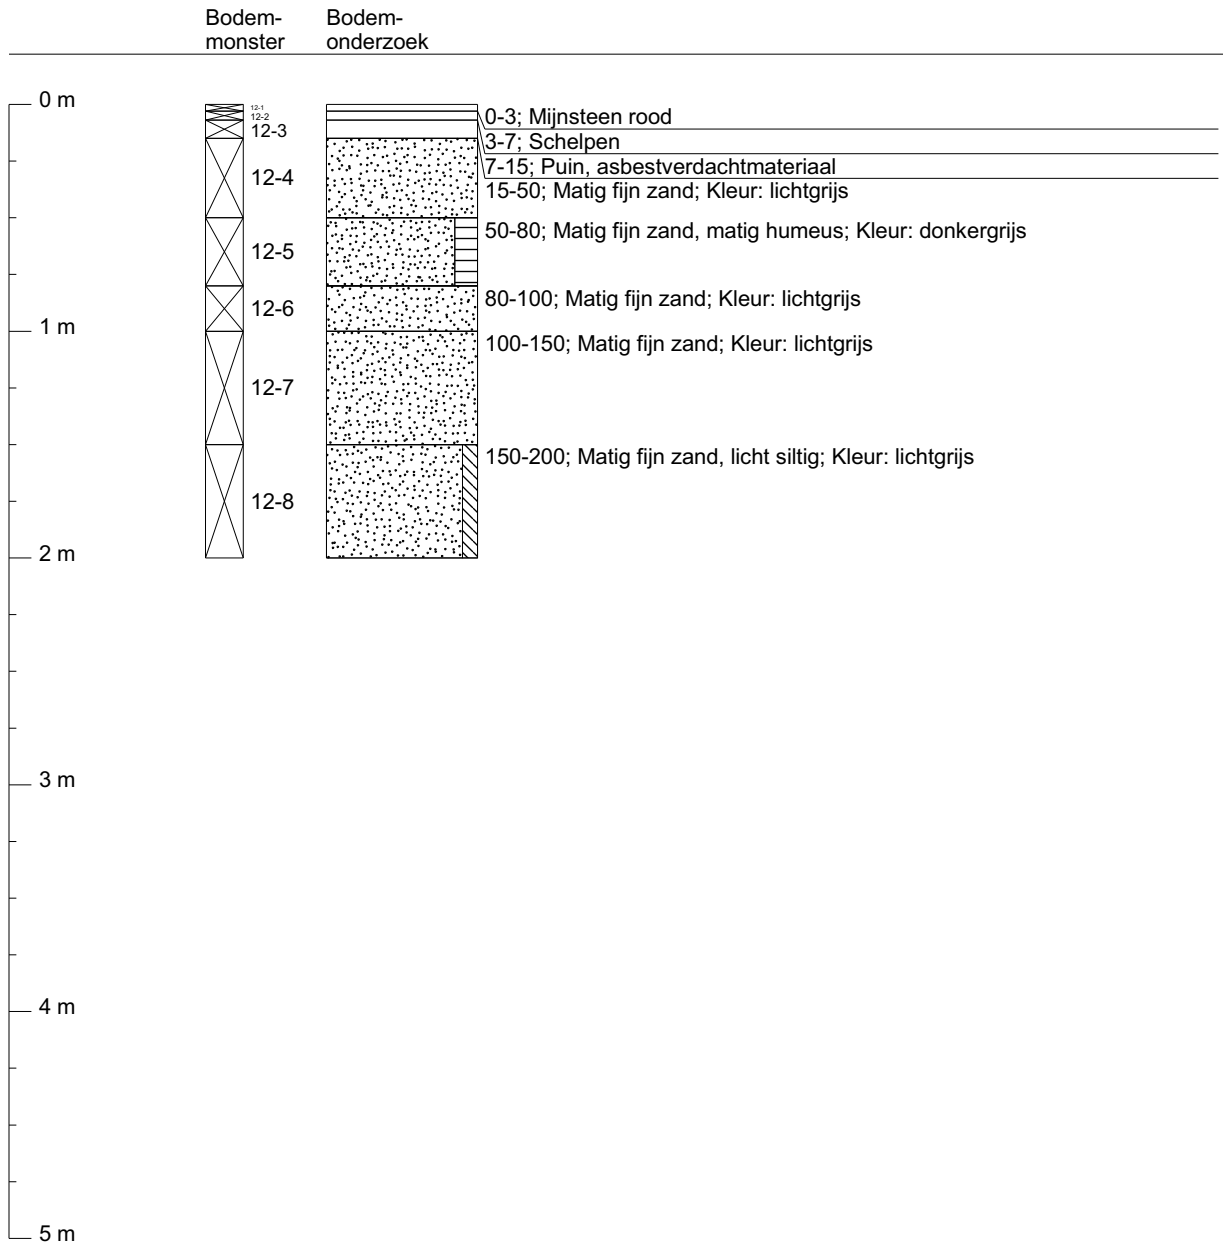 Bodem-
monster
Bodem-
onderzoek
0 m
12-1
12-2
12-3
0-3; Mijnsteen rood
3-7; Schelpen
7-15; Puin, asbestverdachtmateriaal
12-4
15-50; Matig fijn zand; Kleur: lichtgrijs
12-5
50-80; Matig fijn zand, matig humeus; Kleur: donkergrijs
12-6
80-100; Matig fijn zand; Kleur: lichtgrijs
1 m
100-150; Matig fijn zand; Kleur: lichtgrijs
12-7
150-200; Matig fijn zand, licht siltig; Kleur: lichtgrijs
12-8
2 m
3 m
4 m
5 m